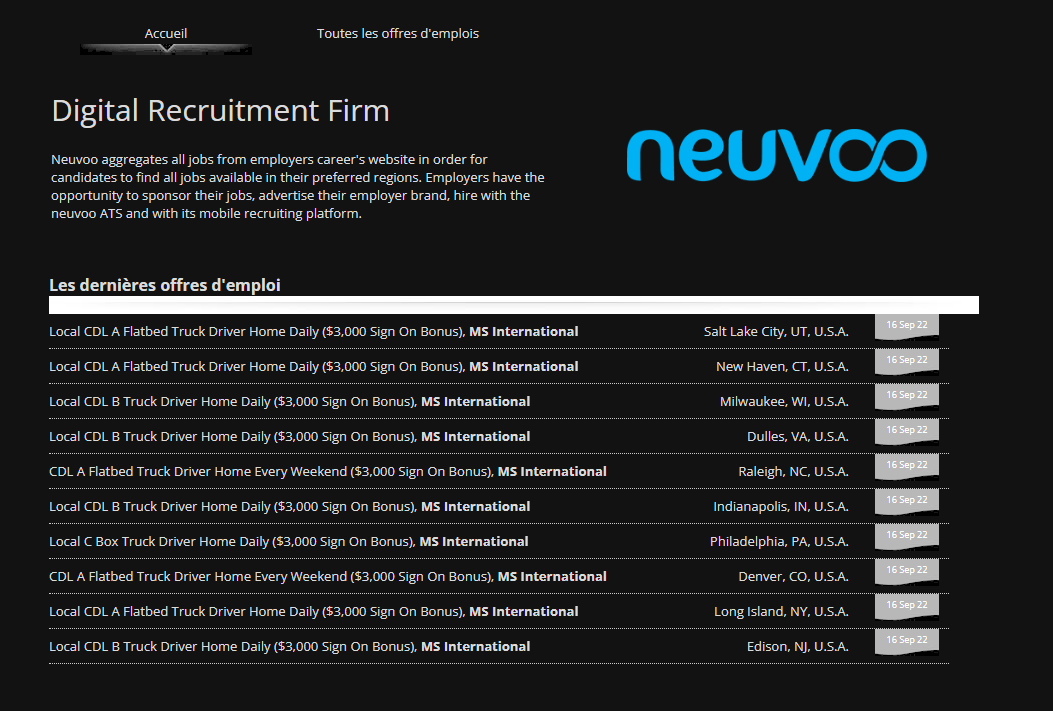 Accueil Toutes les offres d'emplois
Digital Recruitment Firm
neuvoo
Neuvoo aggregates all jobs from employers career's website in order for
candidates to find all jobs available in their preferred regions. Employers have the
opportunity to sponsor their jobs, advertise their employer brand, hire with the
neuvoo ATS and with its mobile recruiting platform.
Les dernières offres d'emploi
Local CDL A Flatbed Truck Driver Home Daily ($3,000 Sign On Bonus), MS International Salt Lake City, UT, U.S.A. 16 Sep 22
Local CDL A Flatbed Truck Driver Home Daily ($3,000 Sign On Bonus), MS International New Haven, CT, U.S.A. 16 Sep 22
Local CDL B Truck Driver Home Daily ($3,000 Sign On Bonus), MS International Milwaukee, WI, U.S.A. 16 Sep 22
Local CDL B Truck Driver Home Daily ($3,000 Sign On Bonus), MS International Dulles, VA, U.S.A. 16 Sep 22
CDL A Flatbed Truck Driver Home Every Weekend ($3,000 Sign On Bonus), MS International Raleigh, NC, U.S.A. 16 Sep 22
Local CDL B Truck Driver Home Daily ($3,000 Sign On Bonus), MS International Indianapolis, IN, U.S.A. 16 Sep 22
Local C Box Truck Driver Home Daily ($3,000 Sign On Bonus), MS International Philadelphia, PA, U.S.A. 16 Sep 22
CDL A Flatbed Truck Driver Home Every Weekend ($3,000 Sign On Bonus), MS International Denver, CO, U.S.A. 16 Sep 22
Local CDL A Flatbed Truck Driver Home Daily ($3,000 Sign On Bonus), MS International Long Island, NY, U.S.A. 16 Sep 22
Local CDL B Truck Driver Home Daily ($3,000 Sign On Bonus), MS International Edison, NJ, U.S.A. 16 Sep 22